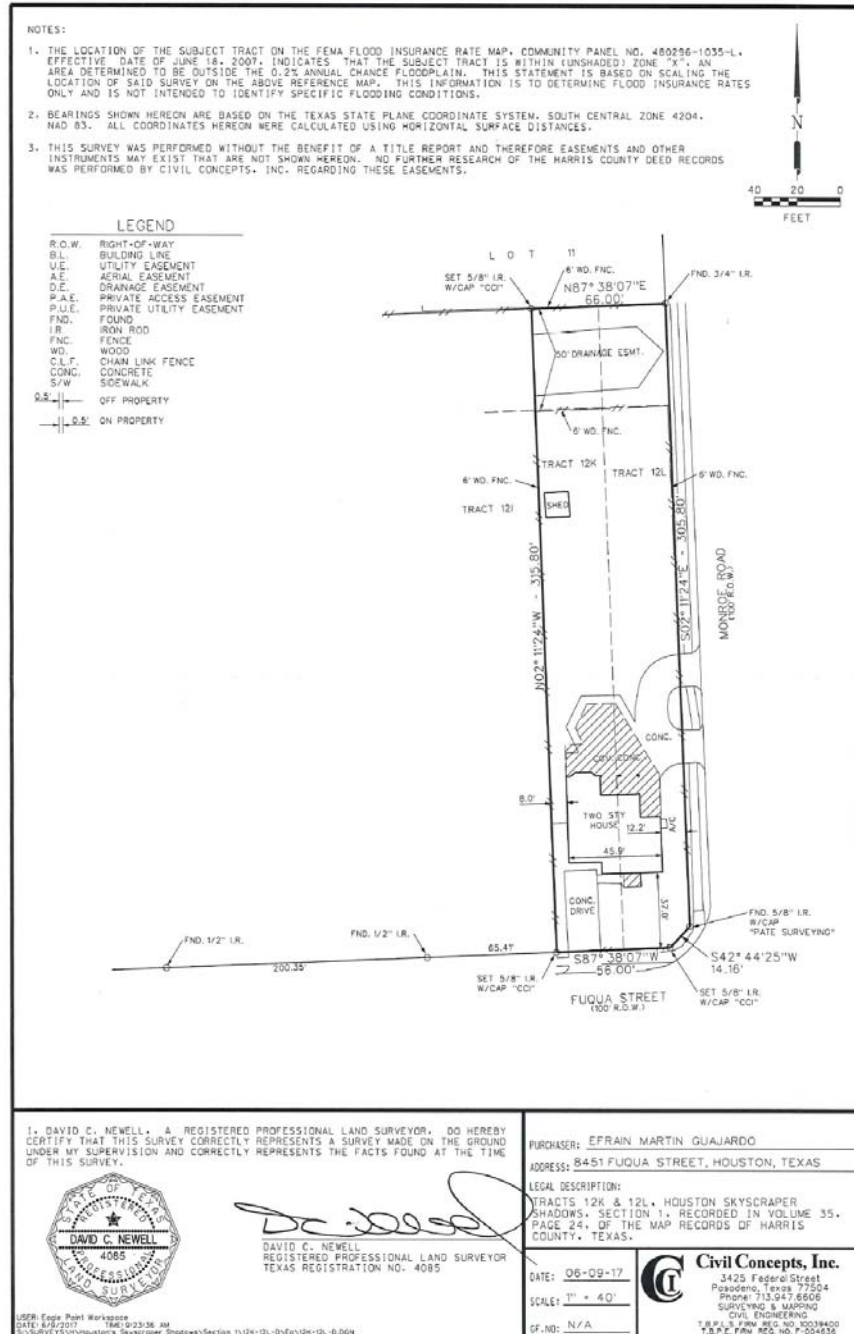 NOTES:
1. THE LOCATION OF THE SUBJECT TRACT ON THE FEMA FLOOD INSURANCE RATE MAP, COMMUNITY PANEL NO. 480296-1035-L,
EFFECTIVE DATE OF JUNE 18, 2007, INDICATES THAT THE SUBJECT TRACT IS WITHIN (UNSHADED) ZONE "X", AN
AREA DETERMINED TO BE OUTSIDE THE 0.2% ANNUAL CHANCE FLOODPLAIN. THIS STATEMENT IS BASED ON SCALING THE
LOCATION OF SAID SURVEY ON THE ABOVE REFERENCE MAP. THIS INFORMATION IS TO DETERMINE FLOOD INSURANCE RATES
ONLY AND IS NOT INTENDED TO IDENTIFY SPECIFIC FLOODING CONDITIONS.
2. BEARINGS SHOWN HEREON ARE BASED ON THE TEXAS STATE PLANE COORDINATE SYSTEM, SOUTH CENTRAL ZONE 4204,
NAD 83. ALL COORDINATES HEREON WERE CALCULATED USING HORIZONTAL SURFACE DISTANCES.
3. THIS SURVEY WAS PERFORMED WITHOUT THE BENEFIT OF A TITLE REPORT AND THEREFORE EASEMENTS AND OTHER
INSTRUMENTS MAY EXIST THAT ARE NOT SHOWN HEREON. NO FURTHER RESEARCH OF THE HARRIS COUNTY DEED RECORDS
WAS PERFORMED BY CIVIL CONCEPTS, INC. REGARDING THESE EASEMENTS.
N
40 20 0
FEET
LEGEND
R.O.W. RIGHT-OF-WAY
B.L. BUILDING LINE
U.E. UTILITY EASEMENT
A.E. AERIAL EASEMENT
D.E. DRAINAGE EASEMENT
P.A.E. PRIVATE ACCESS EASEMENT
P.U.E. PRIVATE UTILITY EASEMENT
FND. FOUND
I.R. IRON ROD
FNC. FENCE
WD. WOOD
C.L.F. CHAIN LINK FENCE
CONC. CONCRETE
S/W SIDEWALK
0.5' OFF PROPERTY
0.5' ON PROPERTY
LOT 11
SET 5/8" I.R.
W/CAP "CCI"
6' WD. FNC.
N87° 38'07"E
66.00'
FND. 3/4" I.R.
50' DRAINAGE ESMT.
6' WD. FNC.
TRACT 12K
TRACT 12L
6' WD. FNC.
6' WD. FNC.
TRACT 12I
SHED
N02° 11'24"W - 315.80'
S02° 11'24"E - 305.80'
MONROE ROAD
(100' R.O.W.)
CONC.
COV. CONC.
8.0'
TWO STY
HOUSE
12.2'
A/C
45.9'
CONC.
DRIVE
37.0'
FND. 5/8" I.R.
W/CAP
"PATE SURVEYING"
FND. 1/2" I.R.
FND. 1/2" I.R.
200.35'
65.41'
SET 5/8" I.R.
W/CAP "CCI"
S87° 38'07"W
56.00'
S42° 44'25"W
14.16'
SET 5/8" I.R.
W/CAP "CCI"
FUQUA STREET
(100' R.O.W.)
I, DAVID C. NEWELL, A REGISTERED PROFESSIONAL LAND SURVEYOR, DO HEREBY
CERTIFY THAT THIS SURVEY CORRECTLY REPRESENTS A SURVEY MADE ON THE GROUND
UNDER MY SUPERVISION AND CORRECTLY REPRESENTS THE FACTS FOUND AT THE TIME
OF THIS SURVEY.
STATE OF TEXAS
REGISTERED
DAVID C. NEWELL
4085
PROFESSIONAL
LAND SURVEYOR
DAVID C. NEWELL
REGISTERED PROFESSIONAL LAND SURVEYOR
TEXAS REGISTRATION NO. 4085
USER: Eagle Point Workspace
DATE: 6/9/2017 TIME: 9:23:36 AM
PURCHASER: EFRAIN MARTIN GUAJARDO
ADDRESS: 8451 FUQUA STREET, HOUSTON, TEXAS
LEGAL DESCRIPTION:
TRACTS 12K & 12L, HOUSTON SKYSCRAPER
SHADOWS, SECTION 1, RECORDED IN VOLUME 35,
PAGE 24, OF THE MAP RECORDS OF HARRIS
COUNTY, TEXAS.
DATE: 06-09-17
SCALE: 1" = 40'
GF. NO: N/A
Civil Concepts, Inc.
3425 Federal Street
Pasadena, Texas 77504
Phone: 713.947.6606
SURVEYING & MAPPING
CIVIL ENGINEERING
T.B.P.L.S. FIRM REG. NO. 10039400
T.B.P.E. FIRM REG. NO. F-004636